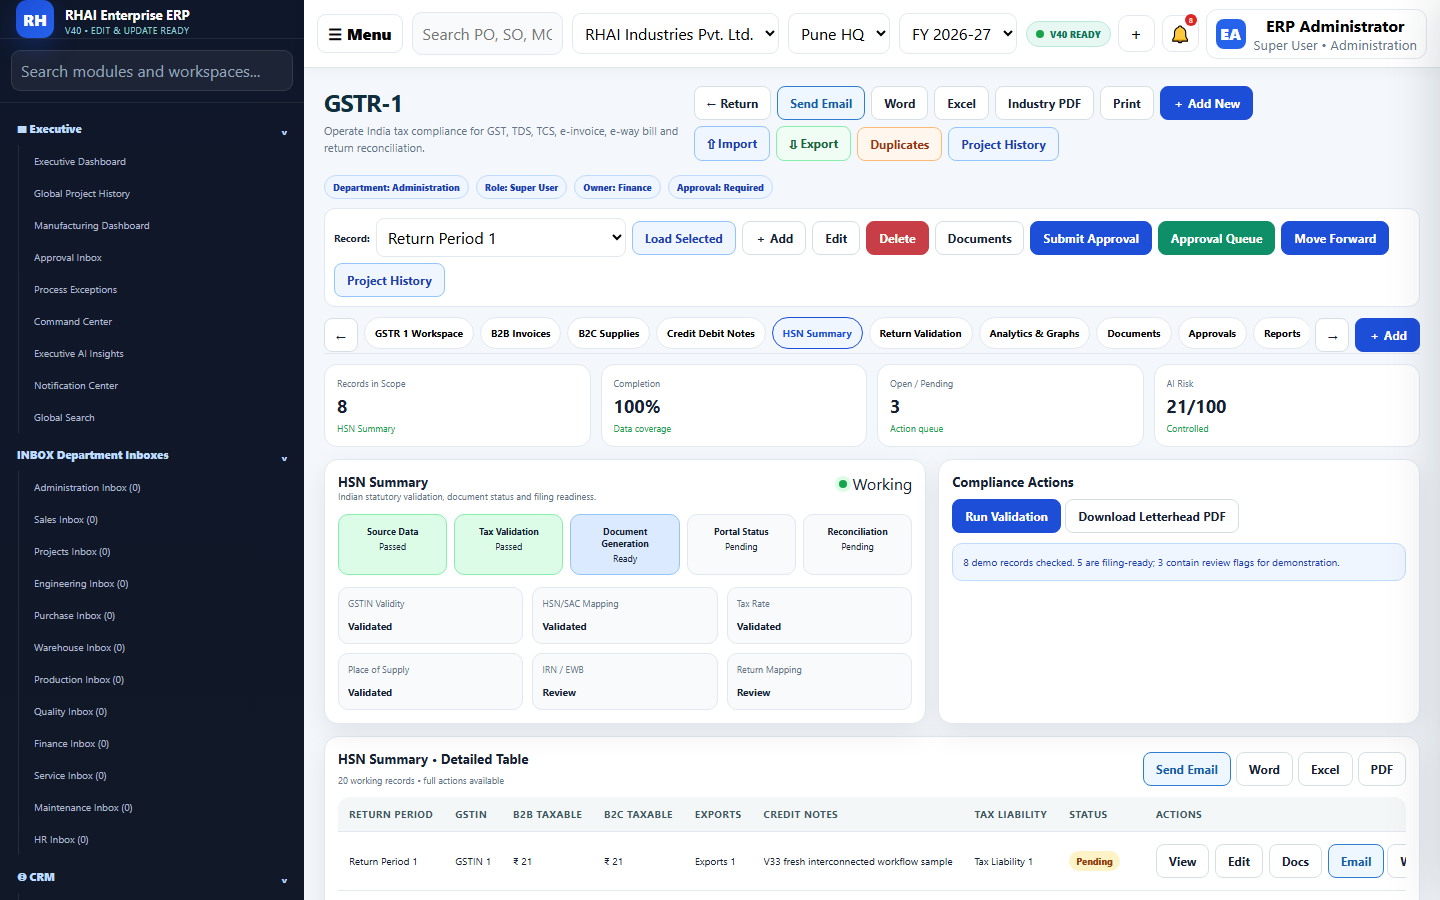 RH
RHAI Enterprise ERP
V40 • EDIT & UPDATE READY
Search modules and workspaces...
Executive
Executive Dashboard
Global Project History
Manufacturing Dashboard
Approval Inbox
Process Exceptions
Command Center
Executive AI Insights
Notification Center
Global Search
INBOX Department Inboxes
Administration Inbox (0)
Sales Inbox (0)
Projects Inbox (0)
Engineering Inbox (0)
Purchase Inbox (0)
Warehouse Inbox (0)
Production Inbox (0)
Quality Inbox (0)
Finance Inbox (0)
Service Inbox (0)
Maintenance Inbox (0)
HR Inbox (0)
CRM
☰ Menu
Search PO, SO, MO
RHAI Industries Pvt. Ltd.
Pune HQ
FY 2026-27
V40 READY
+
8
EA
ERP Administrator
Super User • Administration
GSTR-1
Operate India tax compliance for GST, TDS, TCS, e-invoice, e-way bill and
return reconciliation.
← Return
Send Email
Word
Excel
Industry PDF
Print
+ Add New
⇧ Import
⇩ Export
Duplicates
Project History
Department: Administration
Role: Super User
Owner: Finance
Approval: Required
Record:
Return Period 1
Load Selected
+ Add
Edit
Delete
Documents
Submit Approval
Approval Queue
Move Forward
Project History
←
GSTR 1 Workspace
B2B Invoices
B2C Supplies
Credit Debit Notes
HSN Summary
Return Validation
Analytics & Graphs
Documents
Approvals
Reports
→
+ Add
Records in Scope
8
HSN Summary
Completion
100%
Data coverage
Open / Pending
3
Action queue
AI Risk
21/100
Controlled
HSN Summary
Indian statutory validation, document status and filing readiness.
Working
Source Data
Passed
Tax Validation
Passed
Document
Generation
Ready
Portal Status
Pending
Reconciliation
Pending
GSTIN Validity
Validated
HSN/SAC Mapping
Validated
Tax Rate
Validated
Place of Supply
Validated
IRN / EWB
Review
Return Mapping
Review
Compliance Actions
Run Validation
Download Letterhead PDF
8 demo records checked. 5 are filing-ready; 3 contain review flags for demonstration.
HSN Summary • Detailed Table
20 working records • full actions available
Send Email
Word
Excel
PDF
RETURN PERIOD GSTIN B2B TAXABLE B2C TAXABLE EXPORTS CREDIT NOTES TAX LIABILITY STATUS ACTIONS
Return Period 1 GSTIN 1 ₹ 21 ₹ 21 Exports 1 V33 fresh interconnected workflow sample Tax Liability 1 Pending View Edit Docs Email